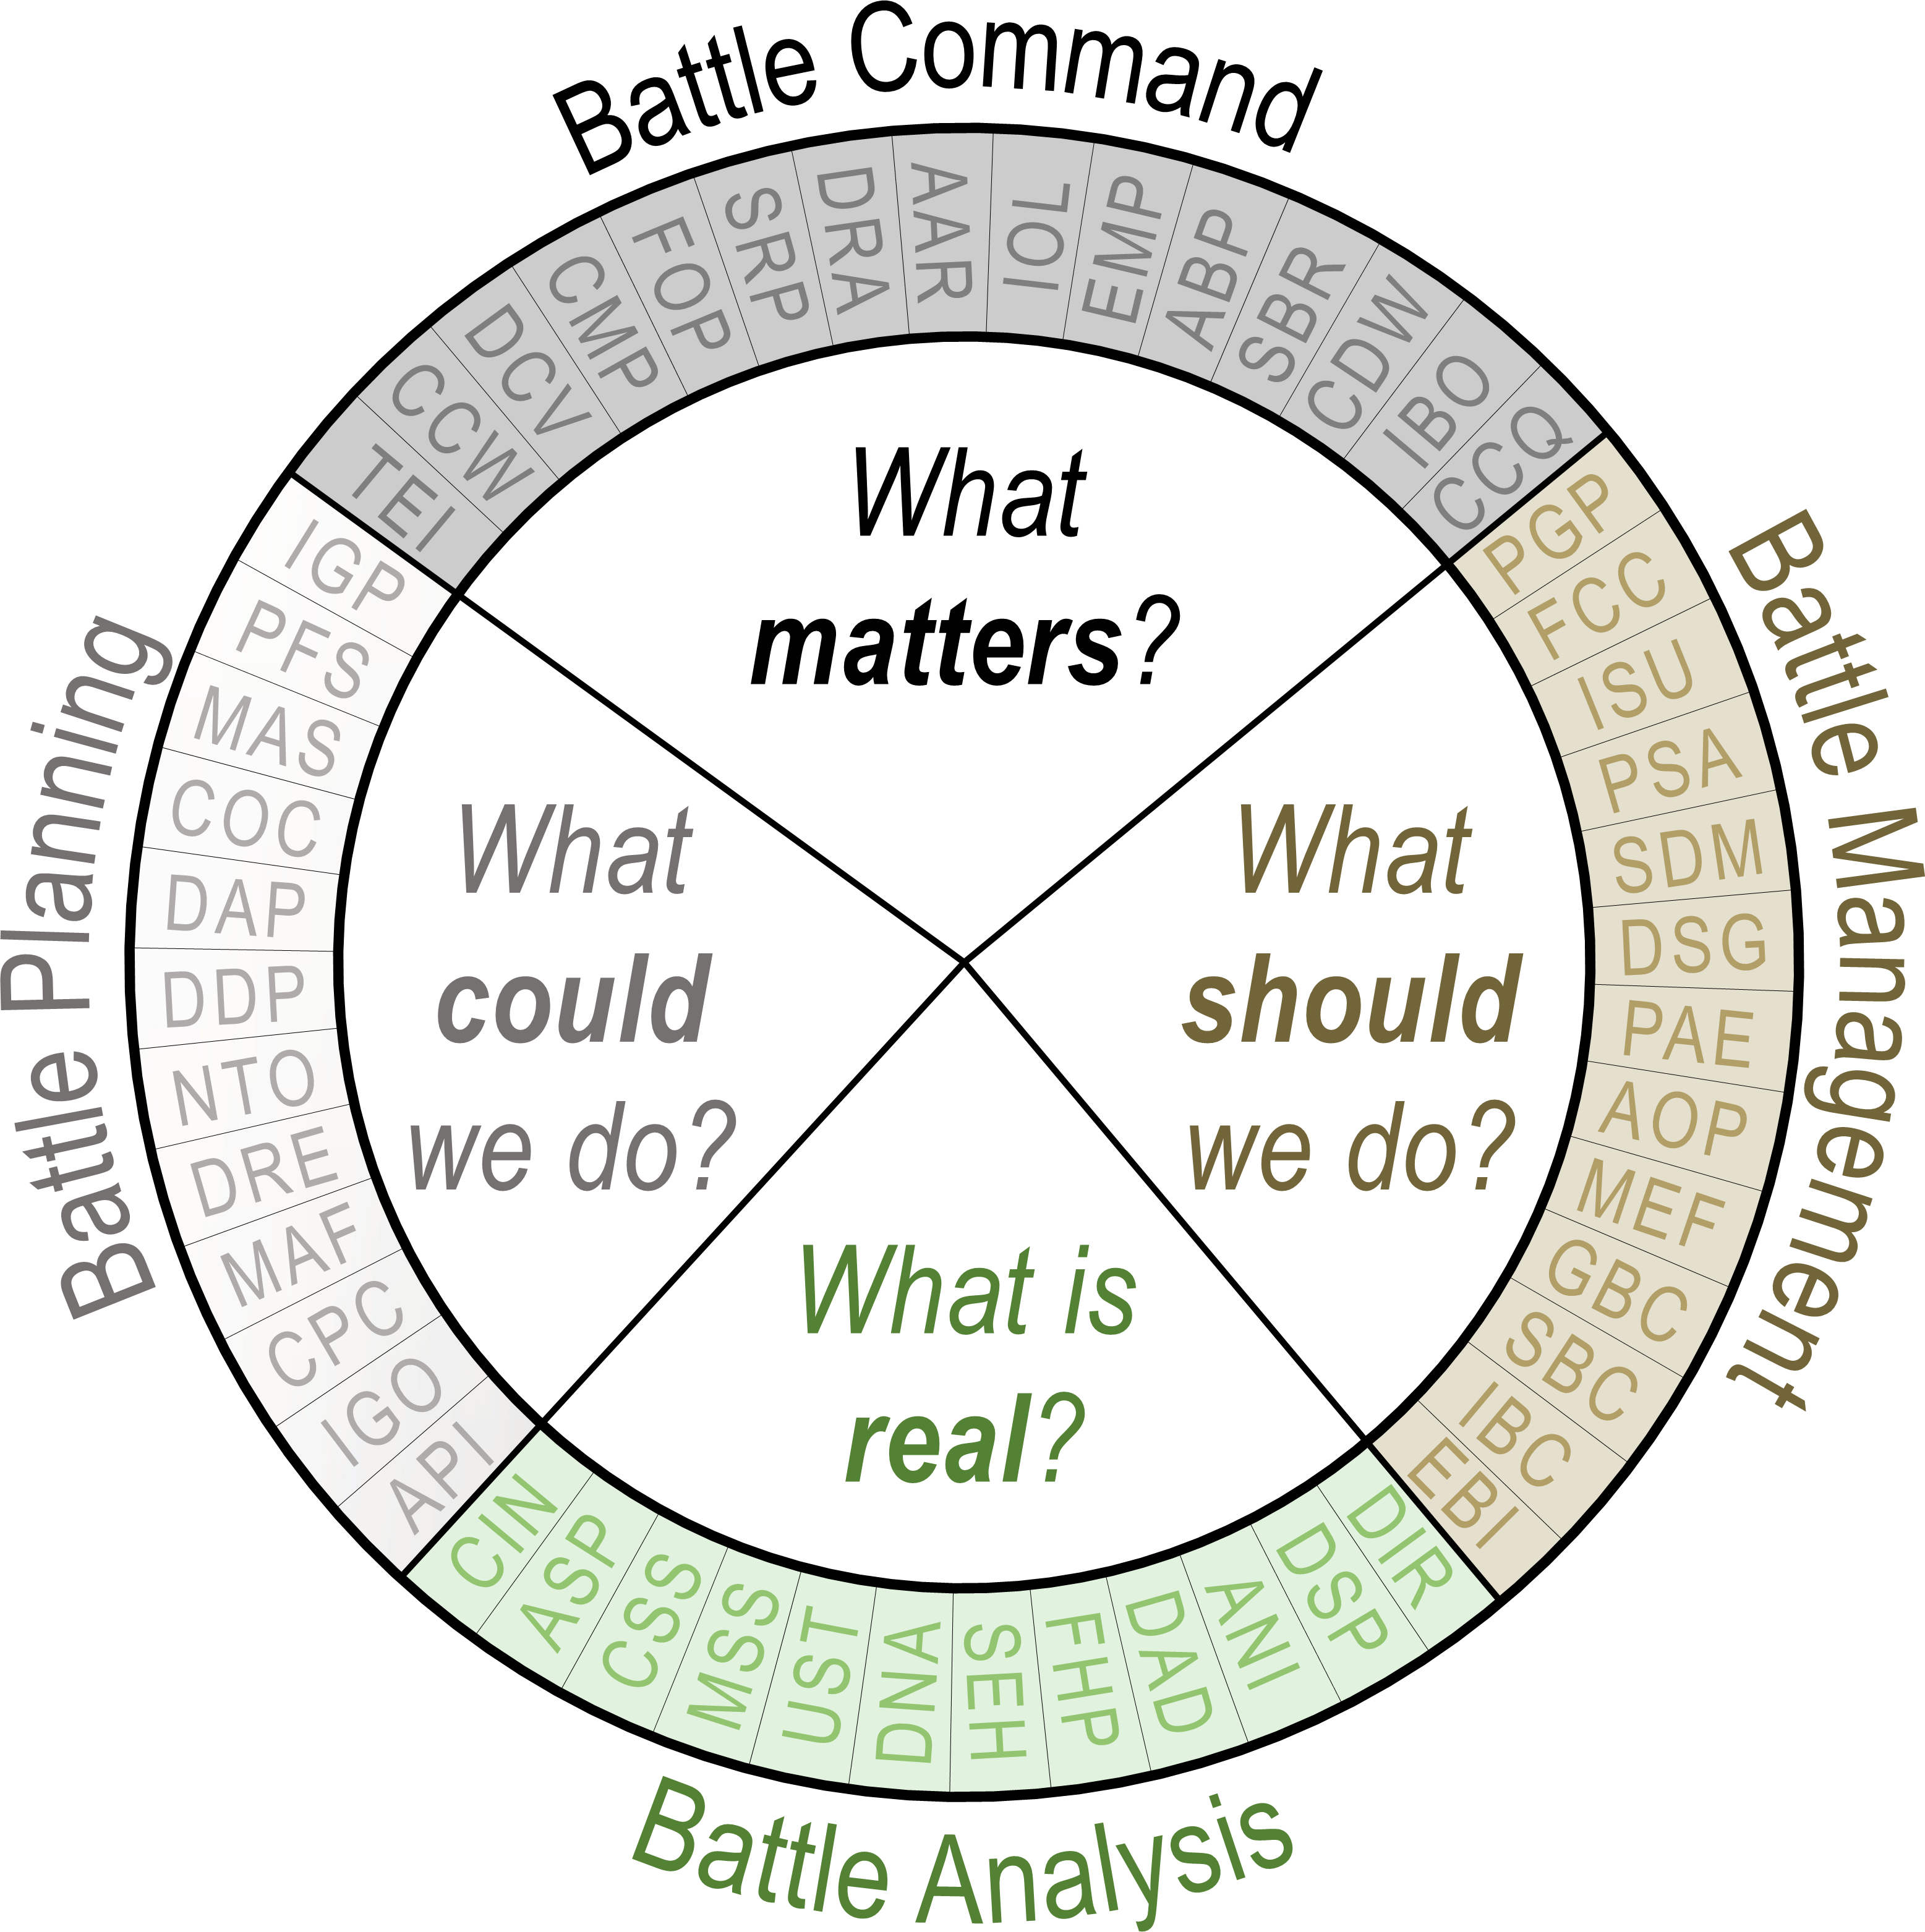 Battle Command
TEI
CCW
DCV
CMP
FOP
SRP
DRA
AAR
IOL
EMP
ABP
SBR
CDN
IBO
CCQ
Battle Management
PGP
FCC
ISU
PSA
SDM
DSG
PAE
AOP
MEF
GBC
SBC
IBC
EBI
Battle Analysis
CIN
ASP
CSS
NSS
UST
DNA
SEH
FHP
DAD
AMI
DSP
DIR
Battle Planning
IGP
PFS
MAS
COC
DAP
DDP
NTO
DRE
MAF
CPC
IGO
API
What
matters?
What
could
we do?
What
should
we do ?
What is
real?